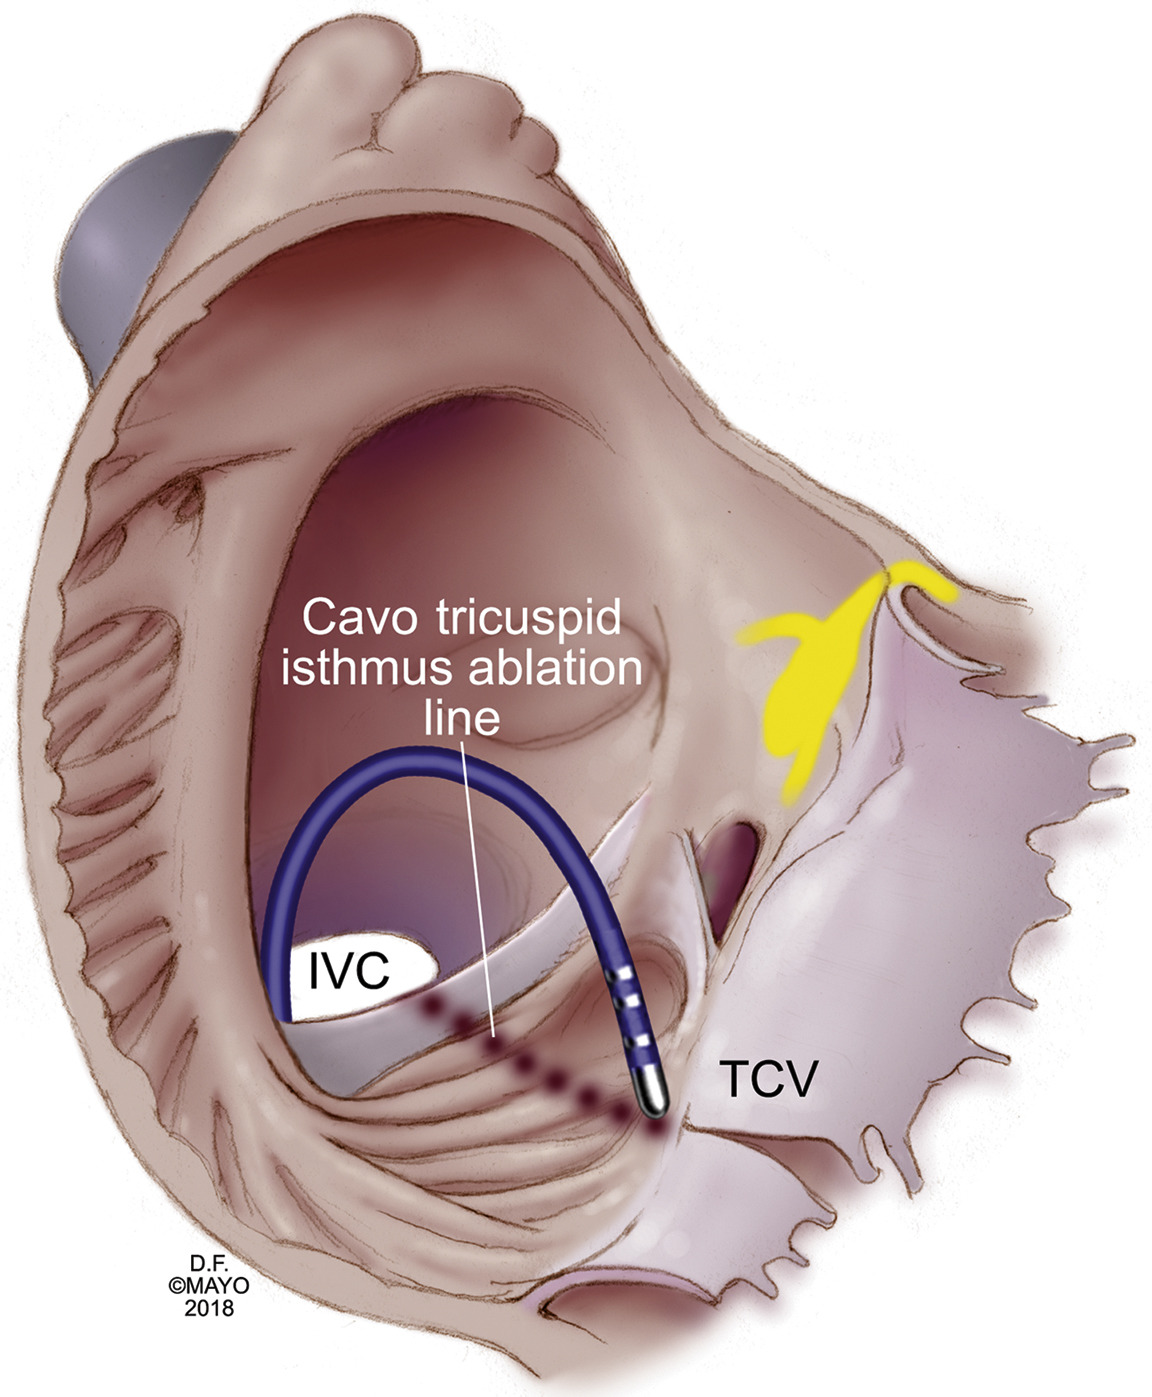 Cavo tricuspid
isthmus ablation
line
IVC
TCV
D.F.
©MAYO
2018